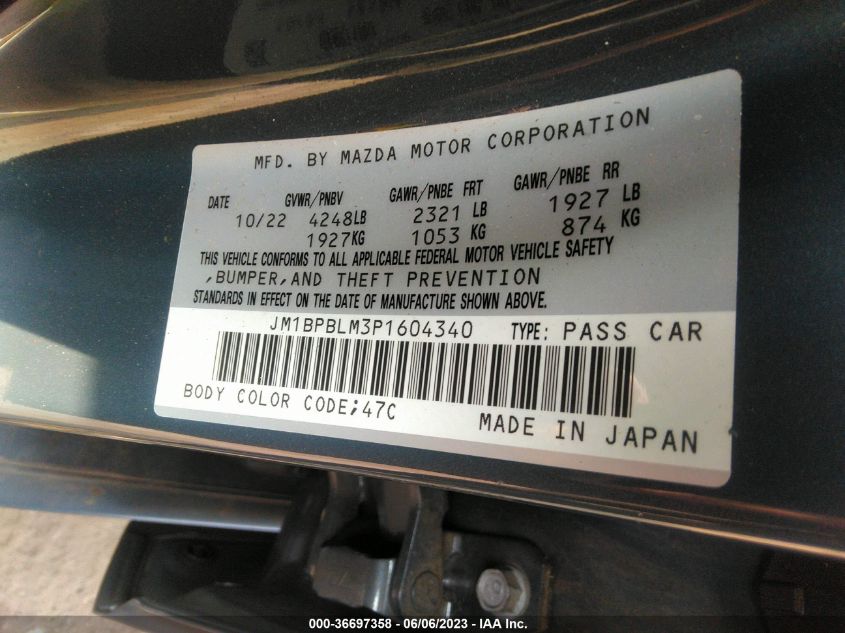 MFD. BY MAZDA MOTOR CORPORATION
DATE GVWR/PNBV GAWR/PNBE FRT GAWR/PNBE RR
10/22 4248LB 2321 LB 1927 LB
1927KG 1053 KG 874 KG
THIS VEHICLE CONFORMS TO ALL APPLICABLE FEDERAL MOTOR VEHICLE SAFETY
,BUMPER,AND THEFT PREVENTION
STANDARDS IN EFFECT ON THE DATE OF MANUFACTURE SHOWN ABOVE.
JM1BPBLM3P1604340 TYPE: PASS CAR
BODY COLOR CODE;47C
MADE IN JAPAN
000-36697358 - 06/06/2023 - IAA Inc.